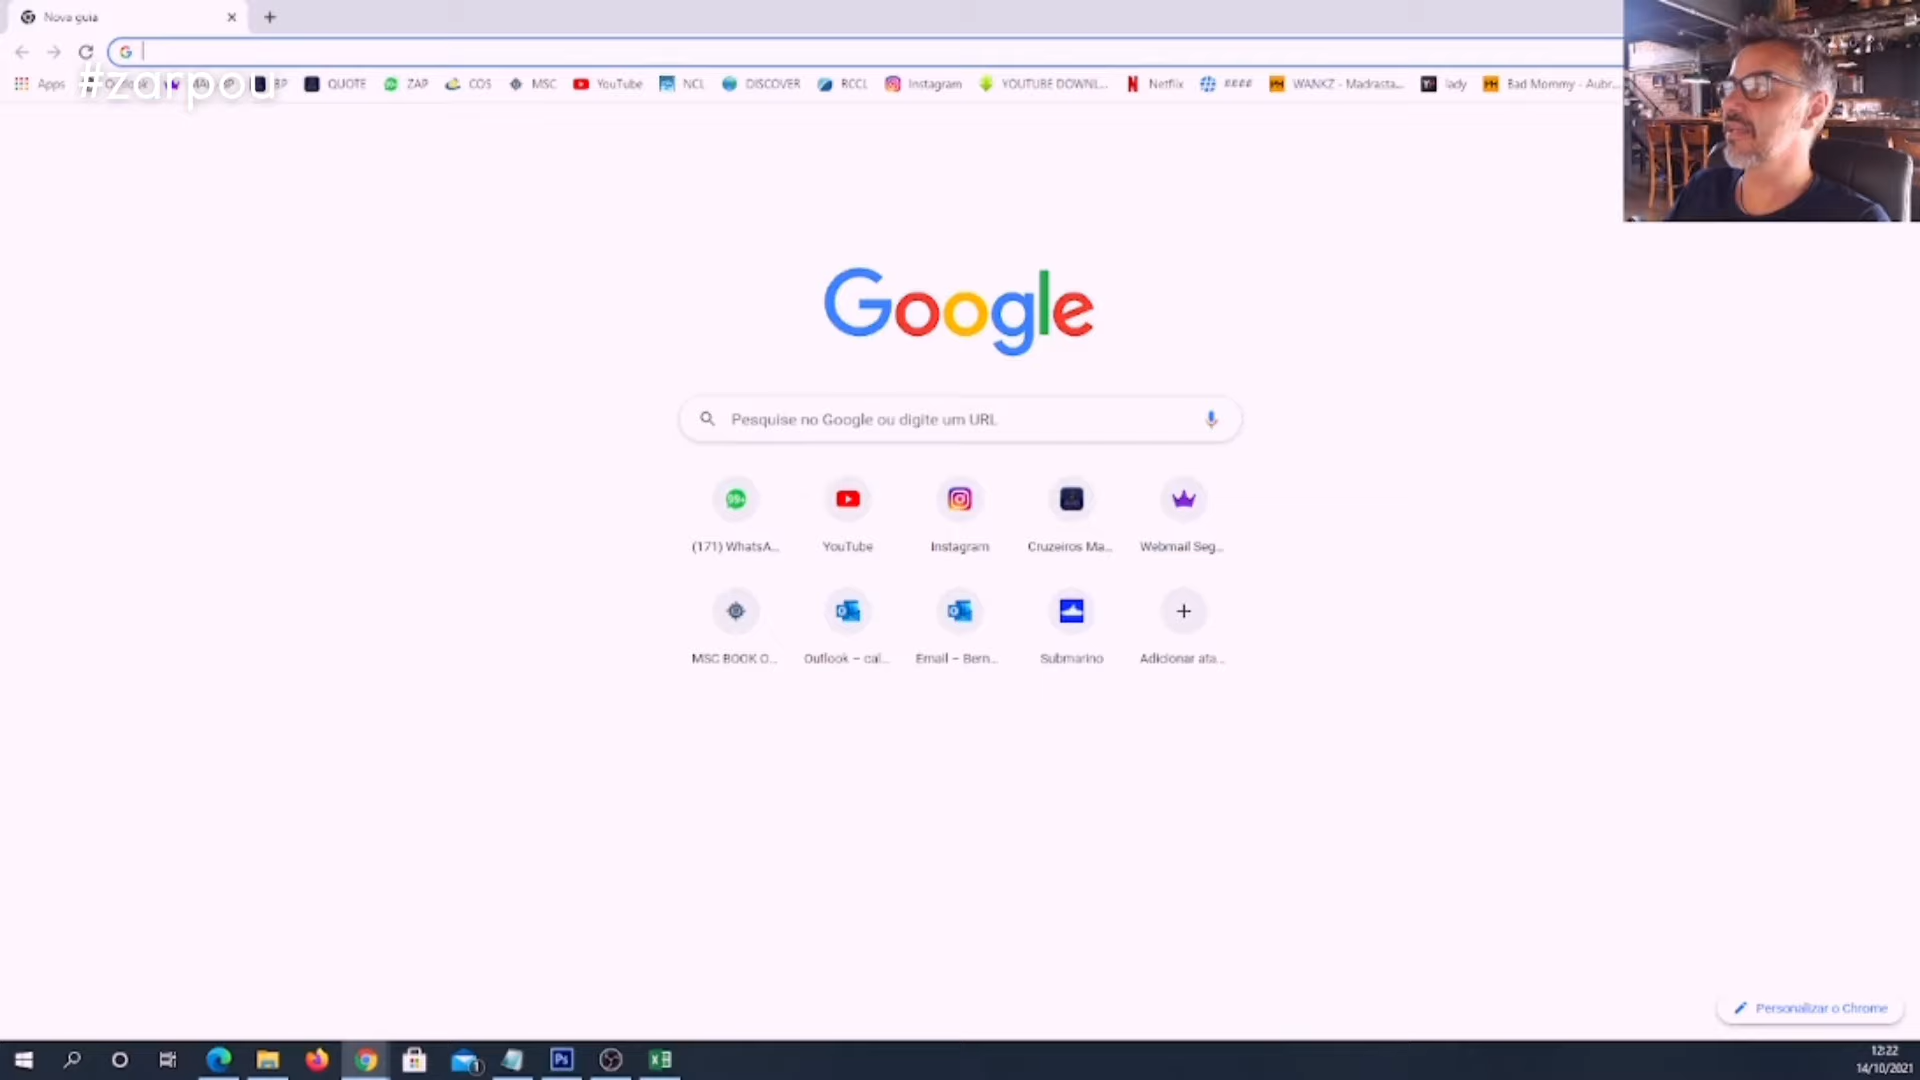 Nova guia
Apps
#zarpou
BP
QUOTE
ZAP
COS
MSC
YouTube
NCL
DISCOVER
RCCL
Instagram
YOUTUBE DOWNL...
Netflix
####
WANKZ - Madrasta...
lady
Bad Mommy - Aubr...
Google
Pesquise no Google ou digite um URL
(171) WhatsA...
YouTube
Instagram
Cruzeiros Ma...
Webmail Seg...
MSC BOOK O...
Outlook – cal...
Email – Bern...
Submarino
Adicionar ata...
Personalizar o Chrome
12:22
14/10/2021